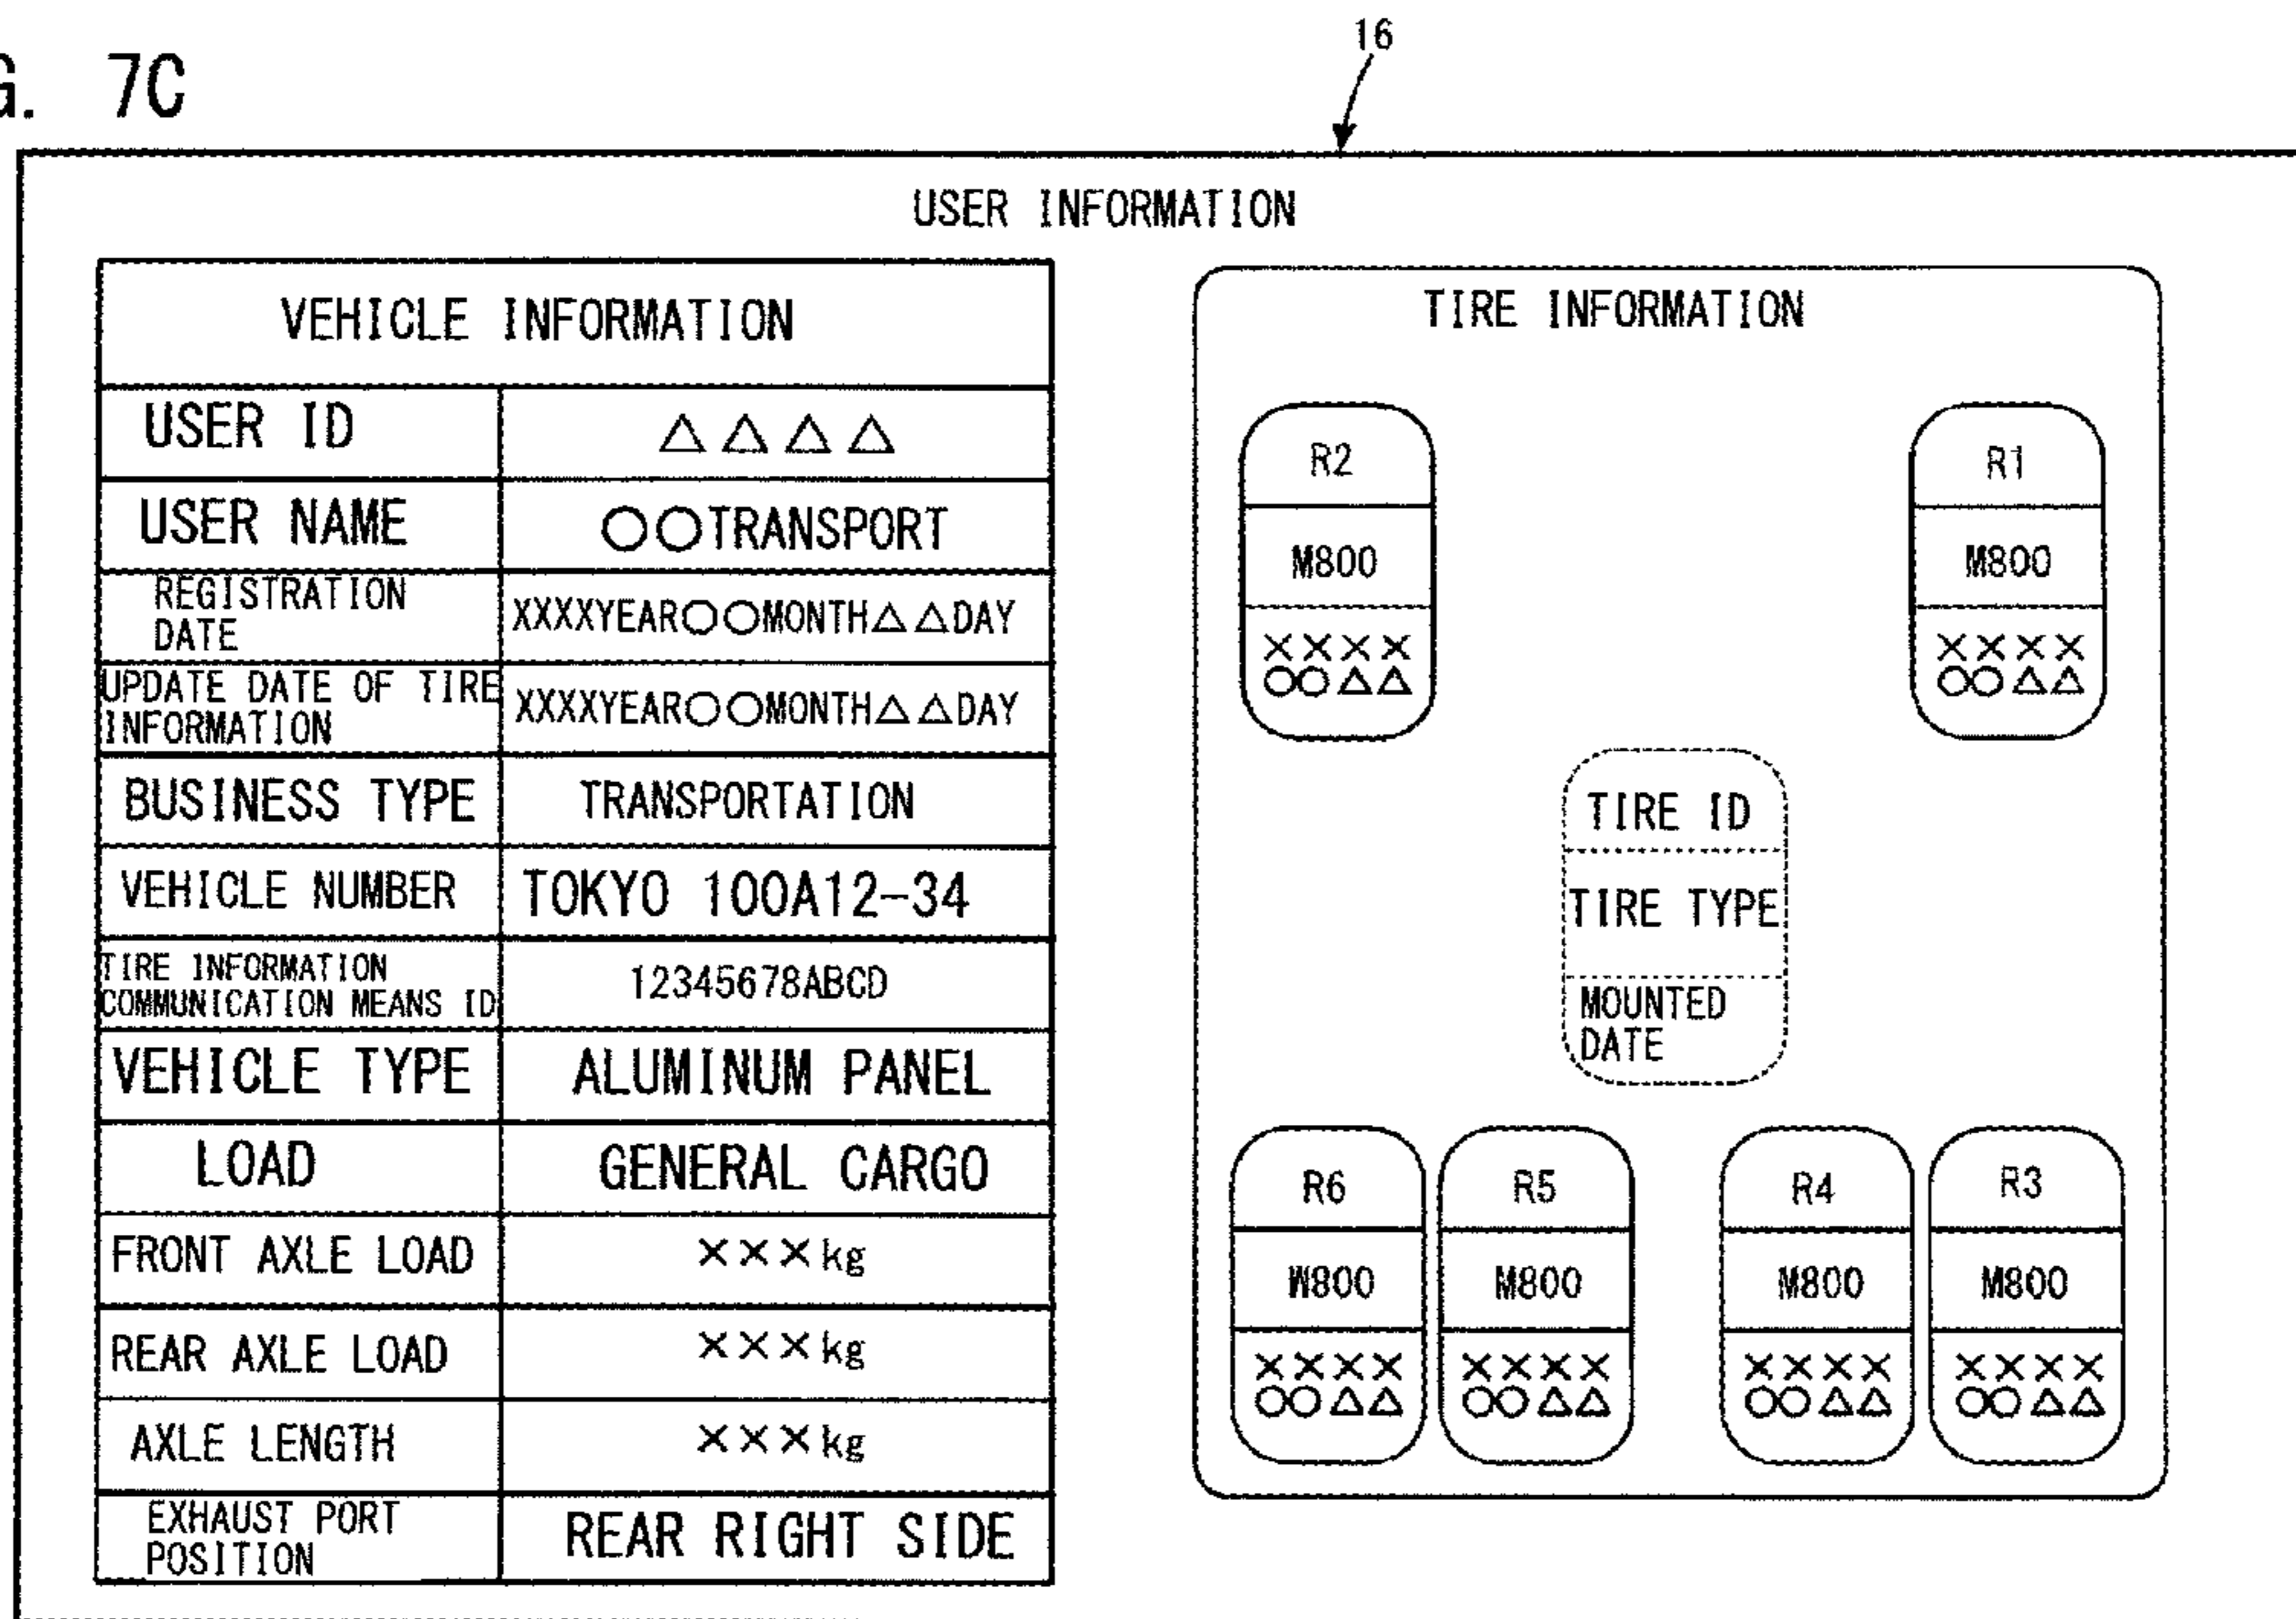 G. 7C
16
USER INFORMATION
VEHICLE INFORMATION
USER ID △△△△
USER NAME ○○TRANSPORT
REGISTRATION
DATE
XXXXYEAR○○MONTH△△DAY
UPDATE DATE OF TIRE
INFORMATION
XXXXYEAR○○MONTH△△DAY
BUSINESS TYPE TRANSPORTATION
VEHICLE NUMBER TOKYO 100A12-34
TIRE INFORMATION
COMMUNICATION MEANS ID
12345678ABCD
VEHICLE TYPE ALUMINUM PANEL
LOAD GENERAL CARGO
FRONT AXLE LOAD ×××kg
REAR AXLE LOAD ×××kg
AXLE LENGTH ×××kg
EXHAUST PORT
POSITION
REAR RIGHT SIDE
TIRE INFORMATION
R2
M800
××××
○○△△
R1
M800
××××
○○△△
TIRE ID
TIRE TYPE
MOUNTED
DATE
R6
W800
××××
○○△△
R5
M800
××××
○○△△
R4
M800
××××
○○△△
R3
M800
××××
○○△△